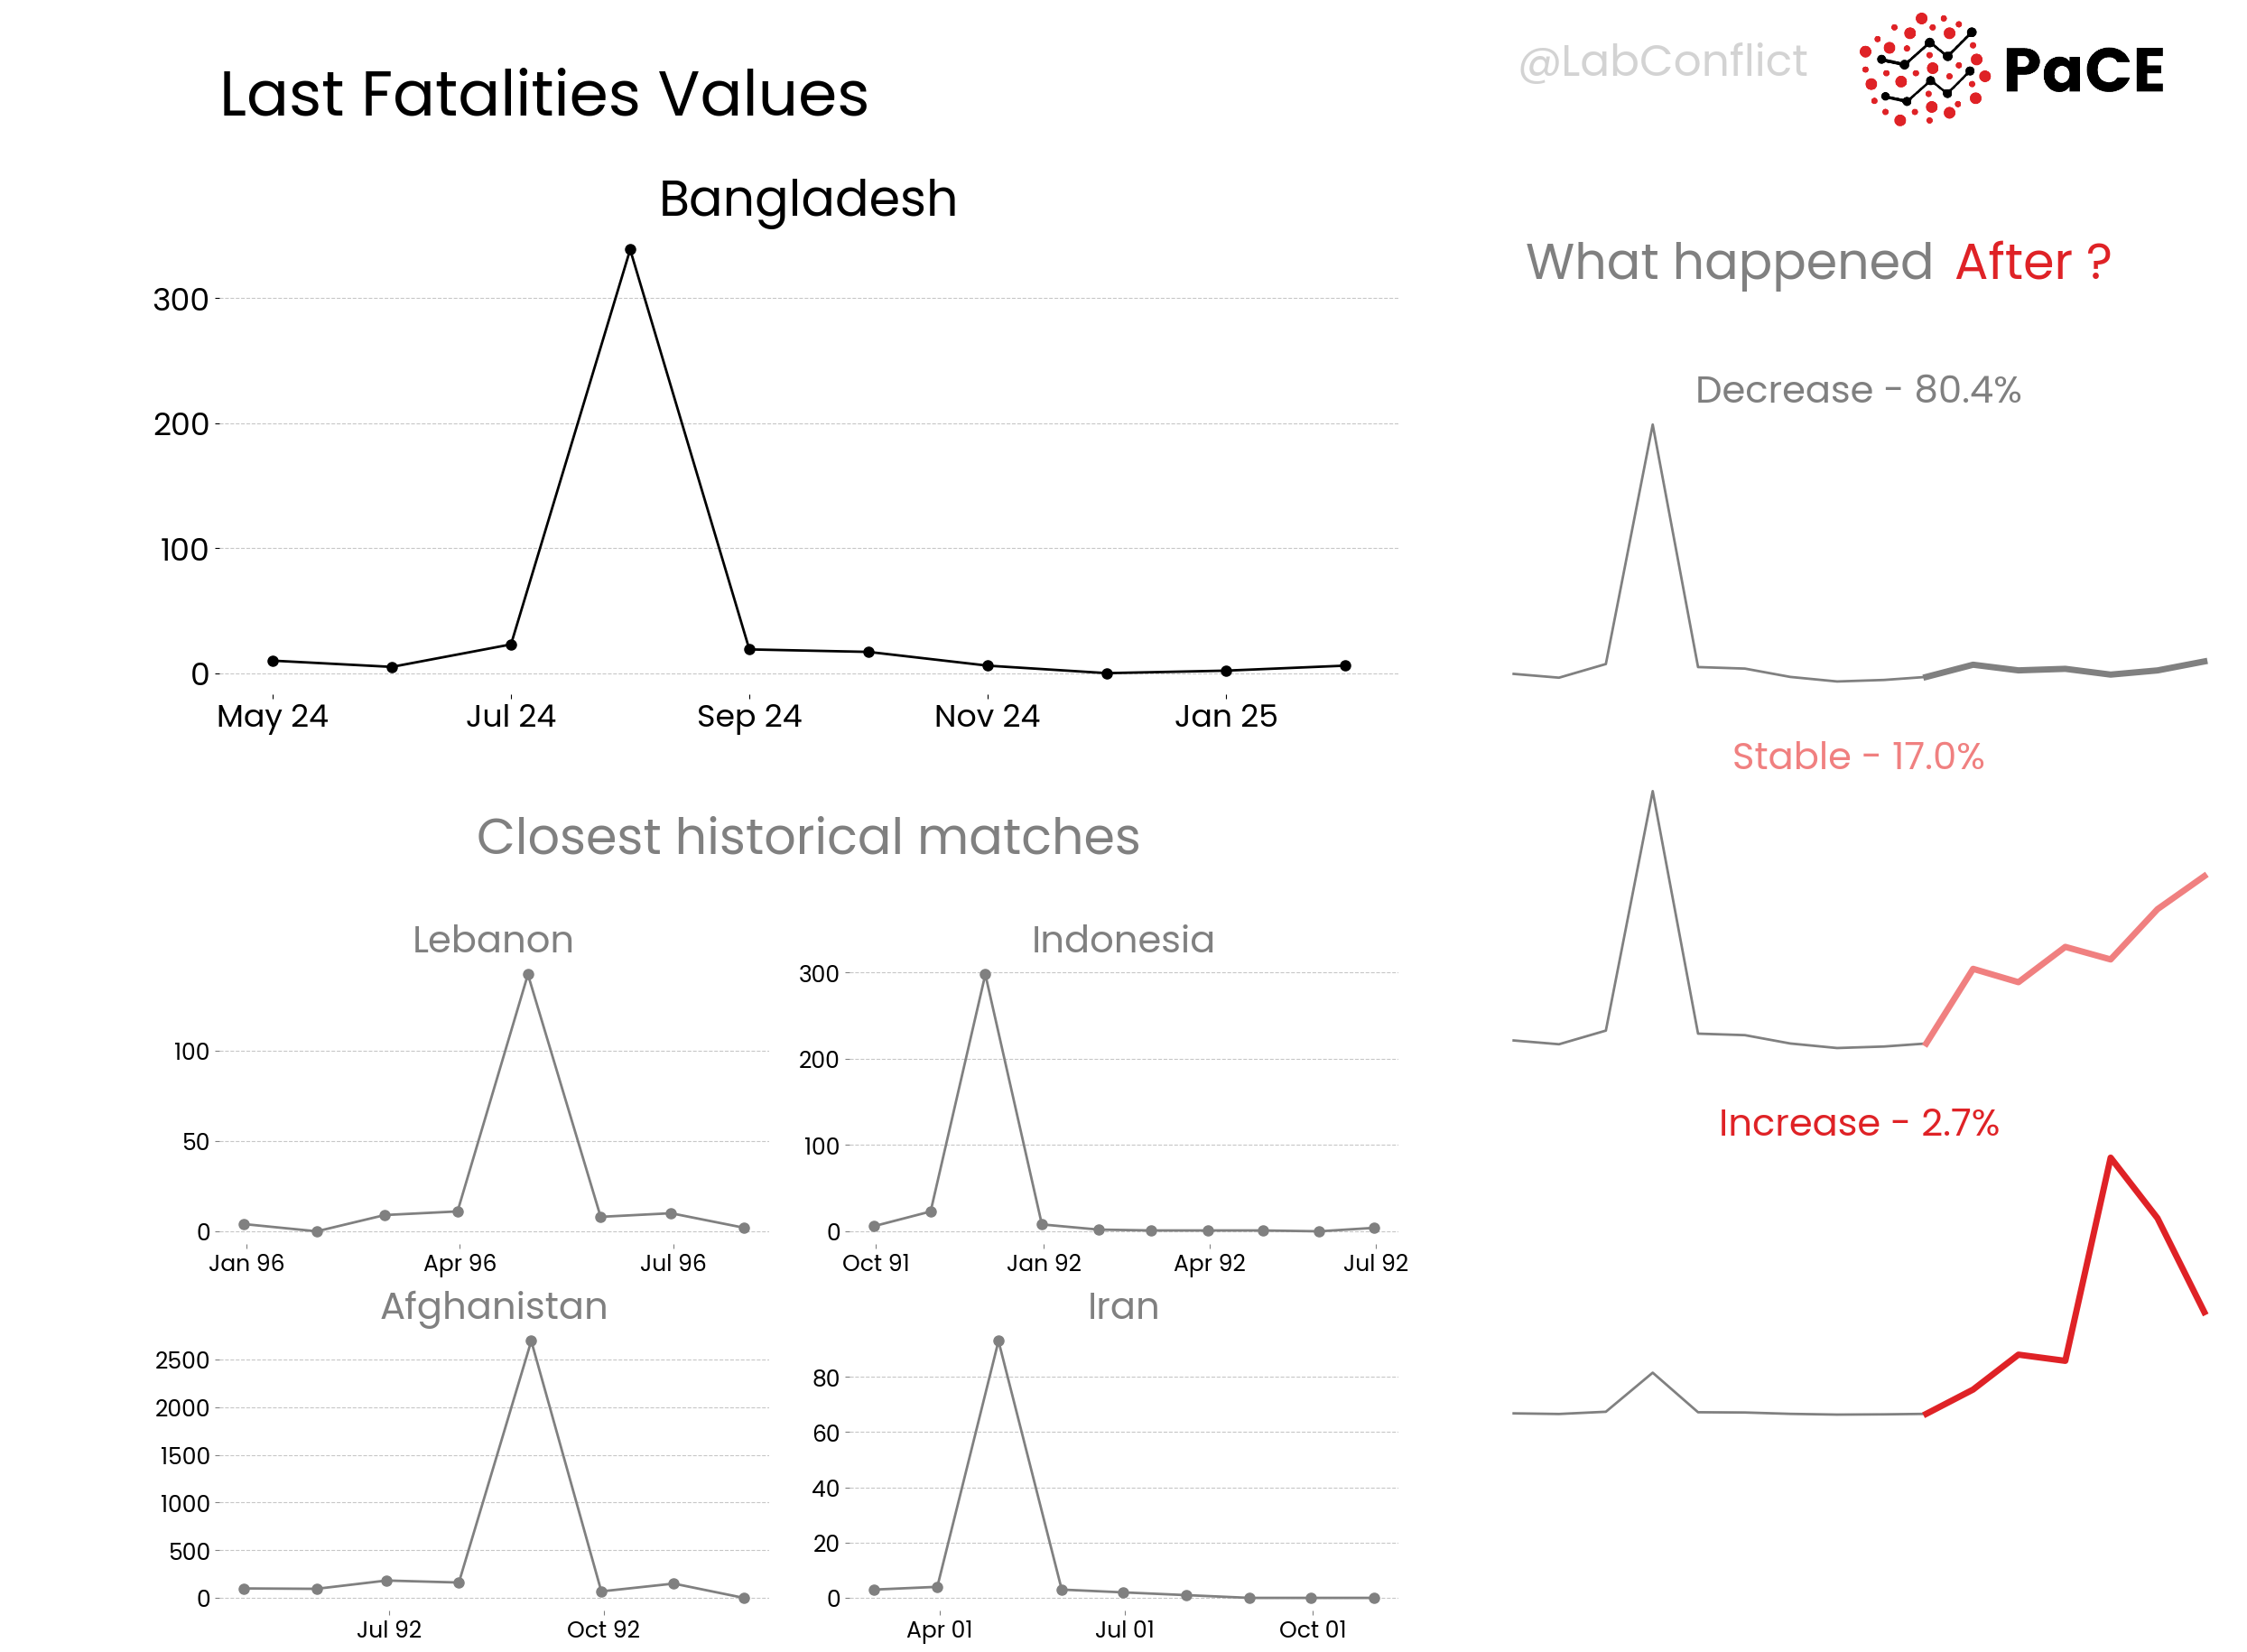 @LabConflict
PaCE
Last Fatalities Values
Bangladesh
300
200
100
0
May 24
Jul 24
Sep 24
Nov 24
Jan 25
Closest historical matches
Lebanon
100
50
0
Jan 96
Apr 96
Jul 96
Indonesia
300
200
100
0
Oct 91
Jan 92
Apr 92
Jul 92
Afghanistan
2500
2000
1500
1000
500
0
Jul 92
Oct 92
Iran
80
60
40
20
0
Apr 01
Jul 01
Oct 01
What happened After ?
Decrease - 80.4%
Stable - 17.0%
Increase - 2.7%